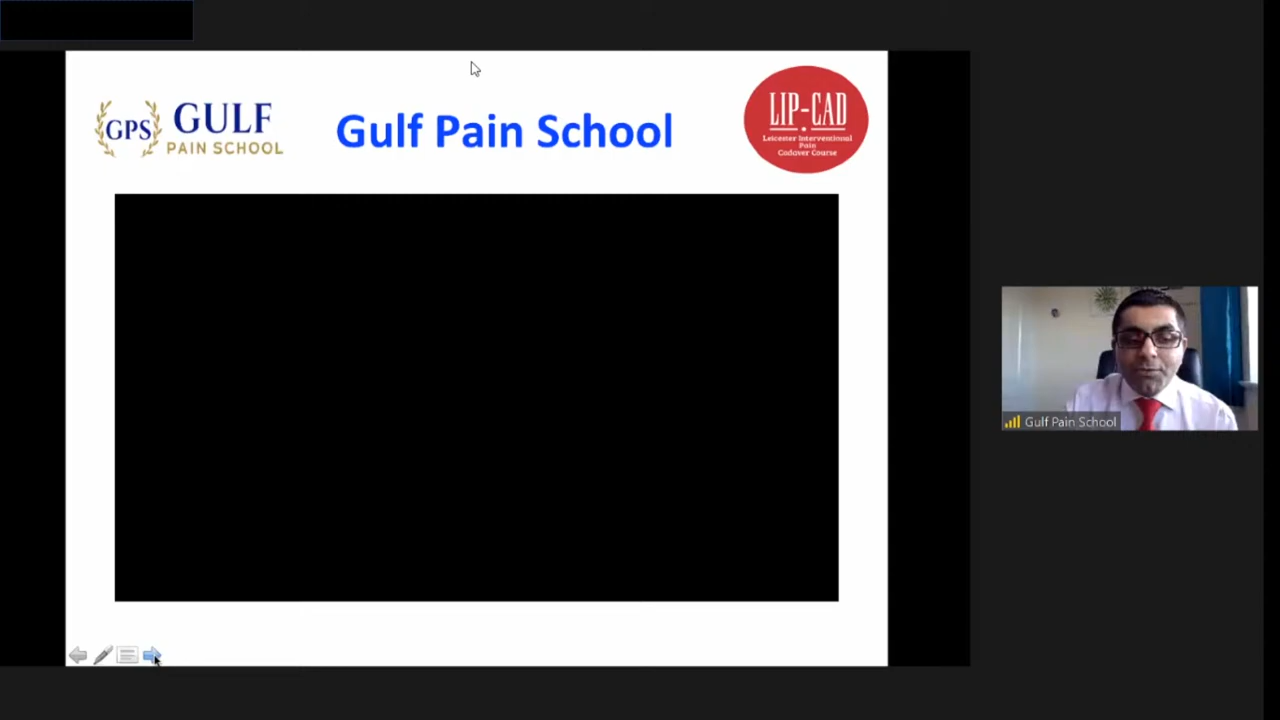 GPS
GULF
PAIN SCHOOL
Gulf Pain School
LIP-CAD
Leicester Interventional
Pain
Cadaver Course
Gulf Pain School